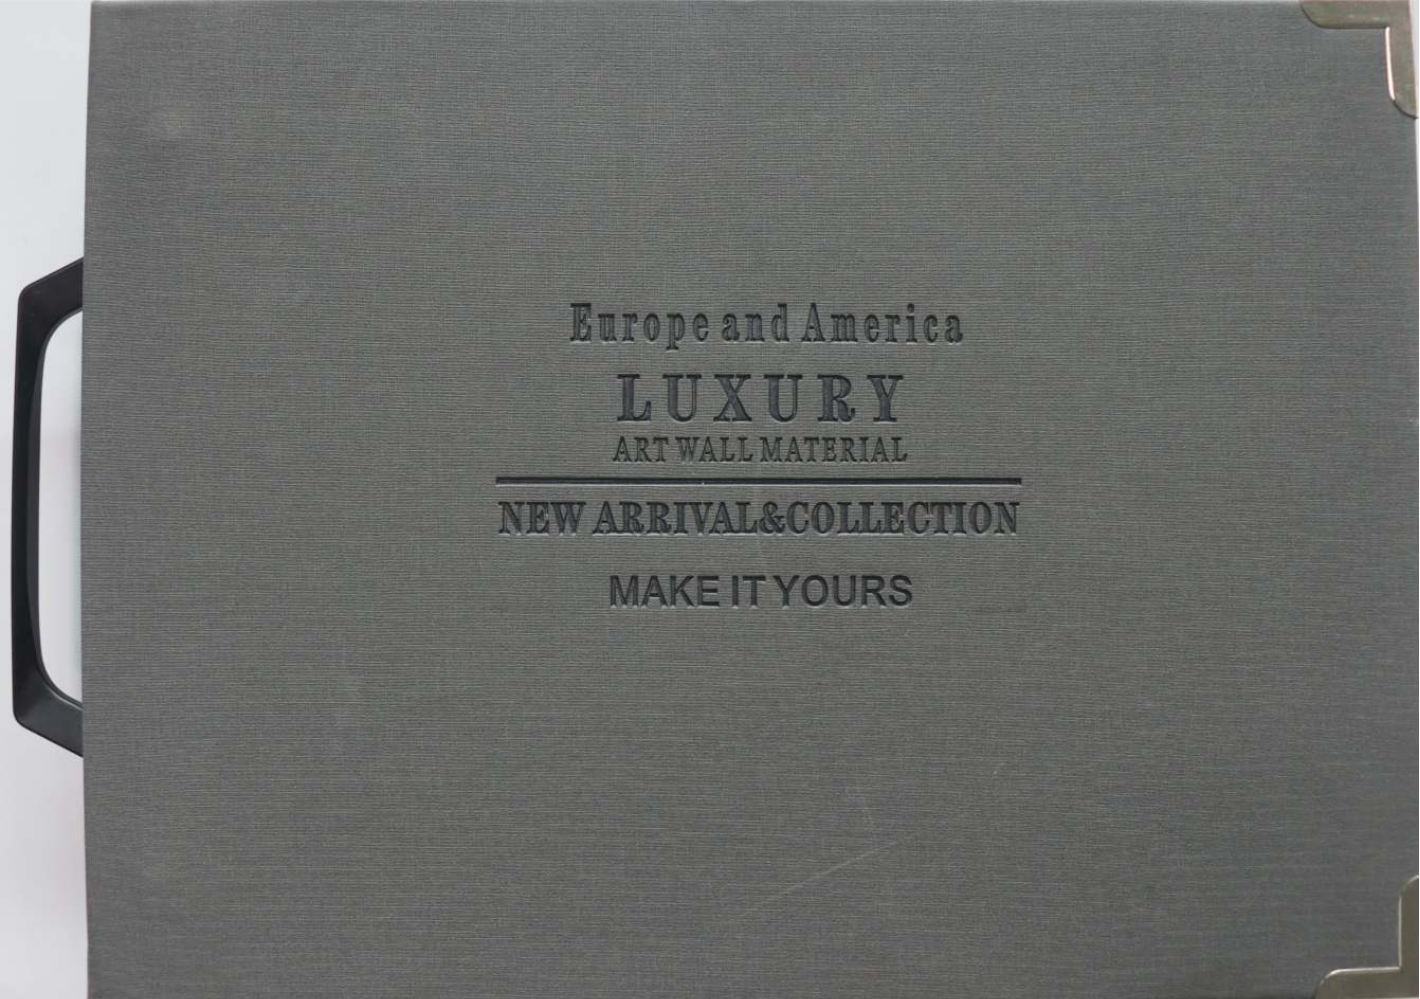 Europe and America
LUXURY
ART WALL MATERIAL
NEW ARRIVAL&COLLECTION
MAKE IT YOURS